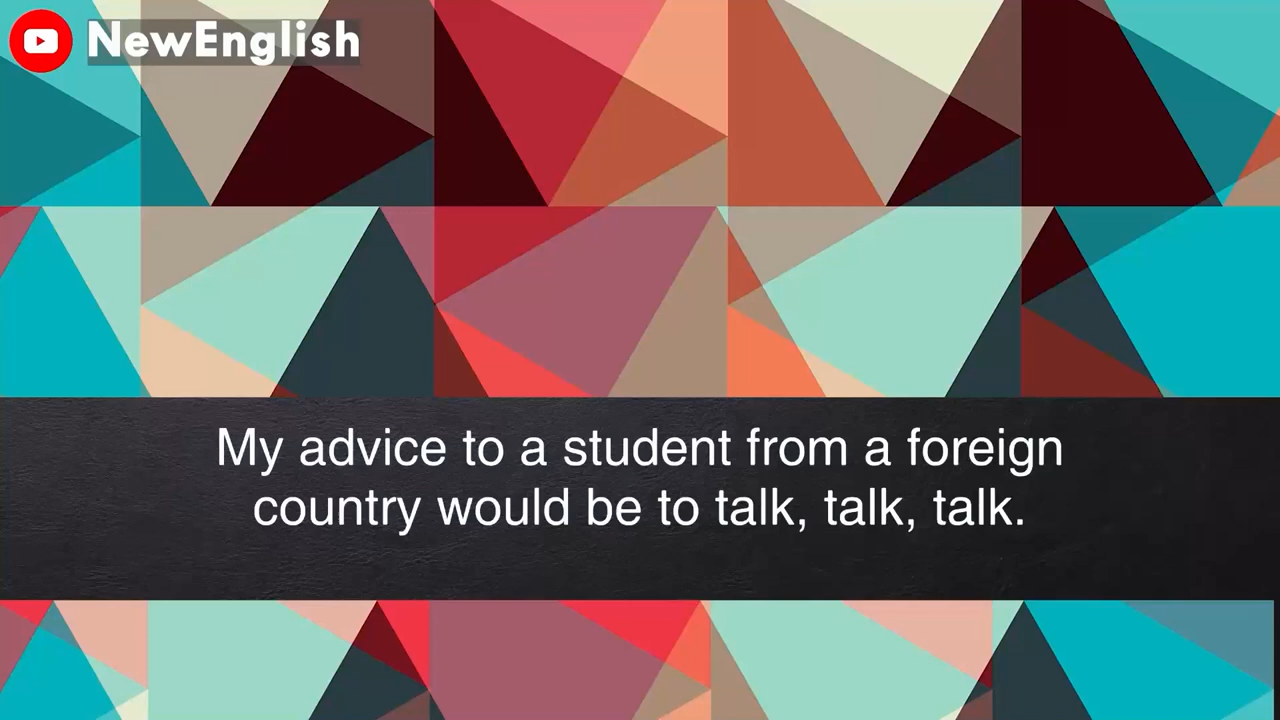 NewEnglish
My advice to a student from a foreign
country would be to talk, talk, talk.